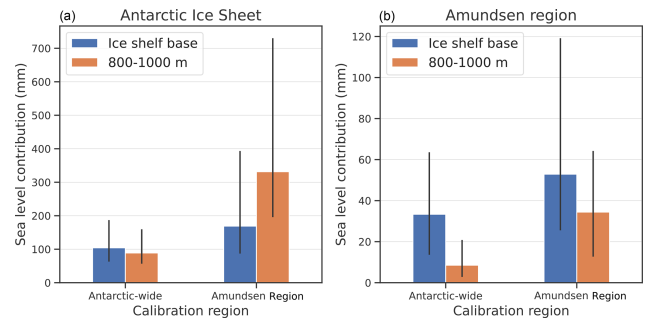 (a) Antarctic Ice Sheet
Ice shelf base
800-1000 m
Sea level contribution (mm)
700
600
500
400
300
200
100
0
Antarctic-wide Amundsen Region
Calibration region
(b) Amundsen region
Ice shelf base
800-1000 m
Sea level contribution (mm)
120
100
80
60
40
20
0
Antarctic-wide Amundsen Region
Calibration region